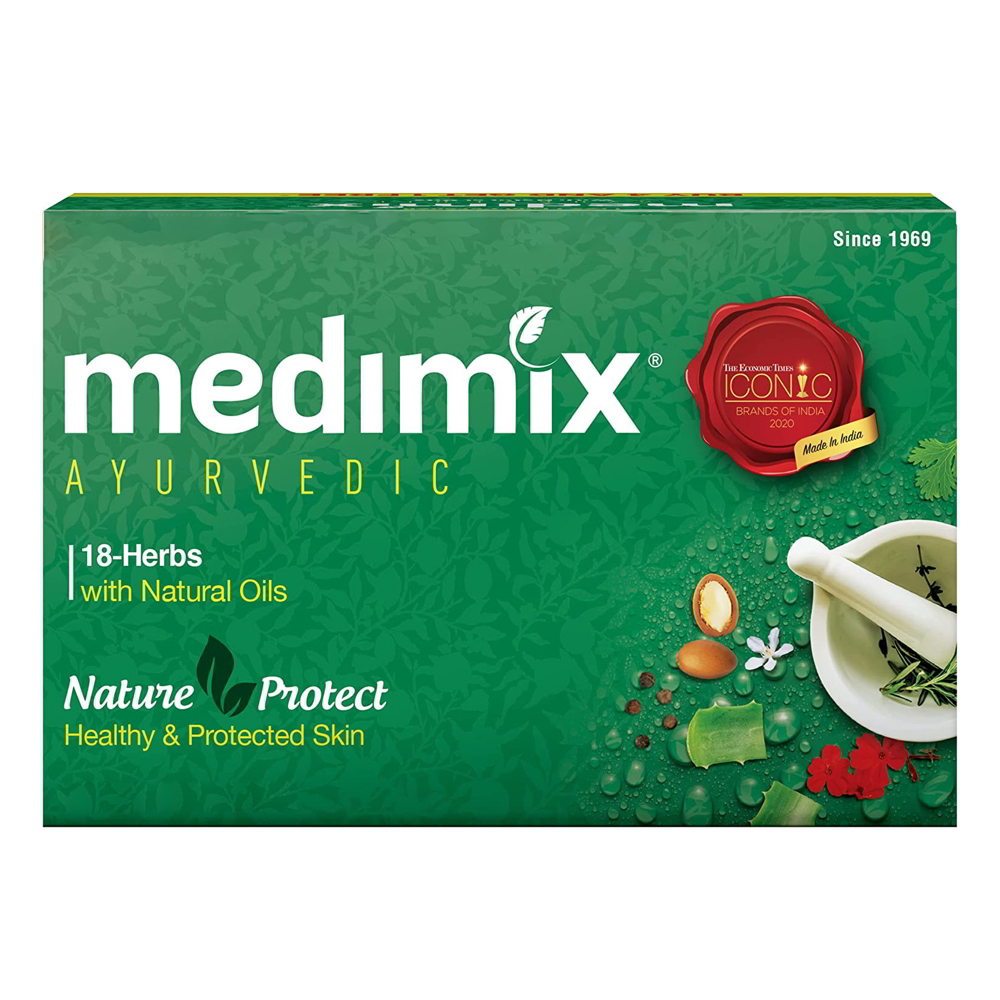 Since 1969
medimix®
AYURVEDIC
THE ECONOMIC TIMES
ICONIC
BRANDS OF INDIA
2020
Made In India
18-Herbs
with Natural Oils
Nature Protect
Healthy & Protected Skin